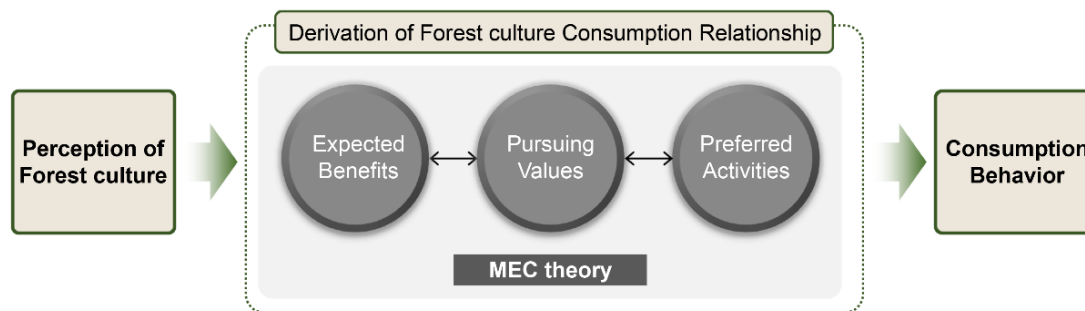 Derivation of Forest culture Consumption Relationship
Perception of
Forest culture
Expected
Benefits
Pursuing
Values
Preferred
Activities
MEC theory
Consumption
Behavior